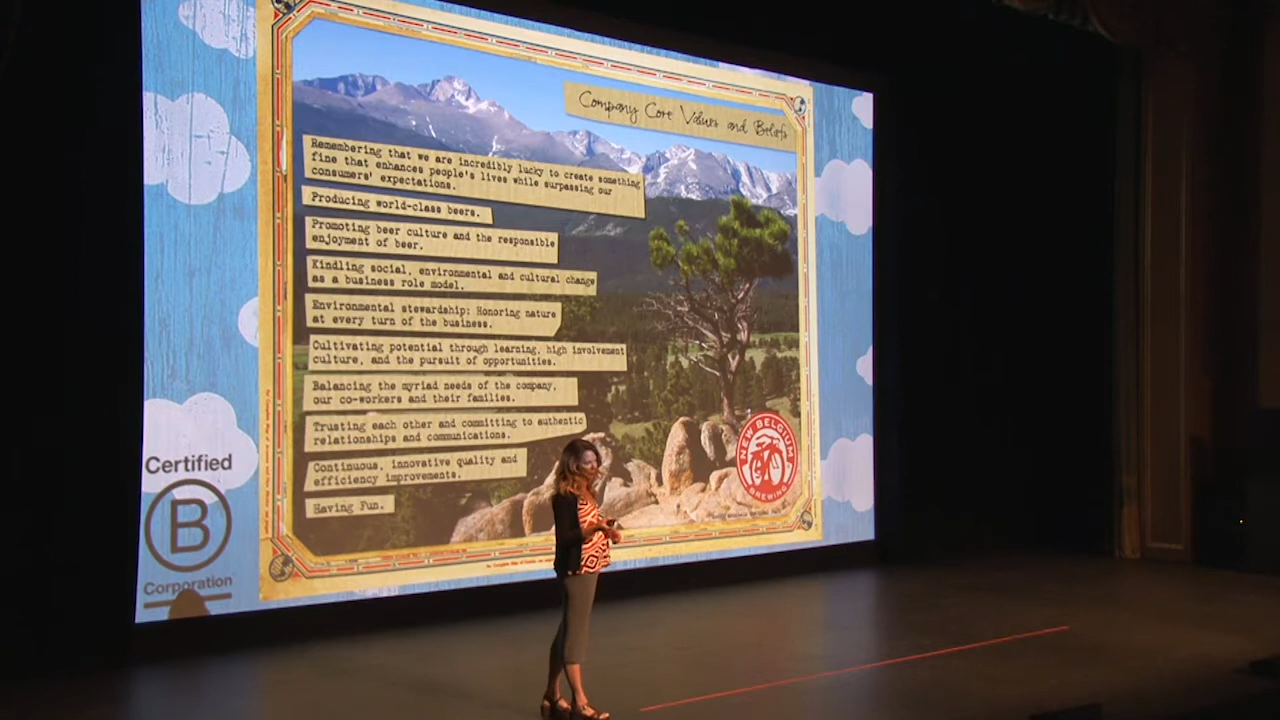 Company Core Values and Beliefs
Remembering that we are incredibly lucky to create something
fine that enhances people's lives while surpassing our
consumers' expectations.
Producing world-class beers.
Promoting beer culture and the responsible
enjoyment of beer.
Kindling social, environmental and cultural change
as a business role model.
Environmental stewardship: Honoring nature
at every turn of the business.
Cultivating potential through learning, high involvement
culture, and the pursuit of opportunities.
Balancing the myriad needs of the company,
our co-workers and their families.
Trusting each other and committing to authentic
relationships and communications.
Continuous, innovative quality and
efficiency improvements.
Having Fun.
NEW BELGIUM
BREWING
Certified
B
Corporation